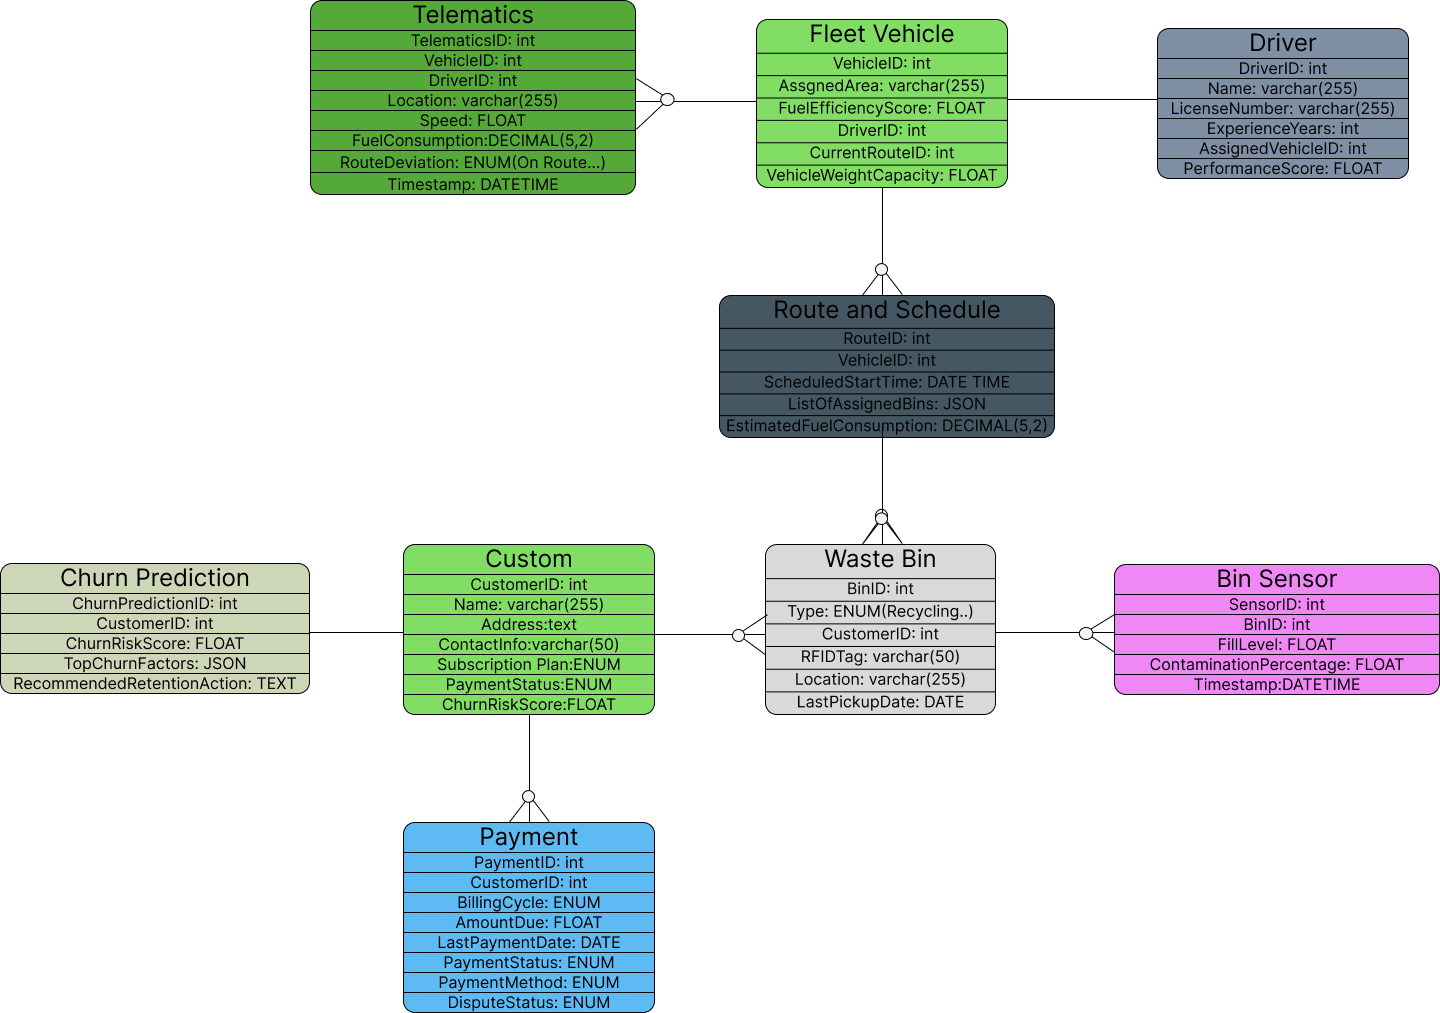 Telematics
TelematicsID: int
VehicleID: int
DriverID: int
Location: varchar(255)
Speed: FLOAT
FuelConsumption:DECIMAL(5,2)
RouteDeviation: ENUM(On Route...)
Timestamp: DATETIME
Fleet Vehicle
VehicleID: int
AssgnedArea: varchar(255)
FuelEfficiencyScore: FLOAT
DriverID: int
CurrentRouteID: int
VehicleWeightCapacity: FLOAT
Driver
DriverID: int
Name: varchar(255)
LicenseNumber: varchar(255)
ExperienceYears: int
AssignedVehicleID: int
PerformanceScore: FLOAT
Route and Schedule
RouteID: int
VehicleID: int
ScheduledStartTime: DATE TIME
ListOfAssignedBins: JSON
EstimatedFuelConsumption: DECIMAL(5,2)
Churn Prediction
ChurnPredictionID: int
CustomerID: int
ChurnRiskScore: FLOAT
TopChurnFactors: JSON
RecommendedRetentionAction: TEXT
Custom
CustomerID: int
Name: varchar(255)
Address:text
ContactInfo:varchar(50)
Subscription Plan:ENUM
PaymentStatus:ENUM
ChurnRiskScore:FLOAT
Waste Bin
BinID: int
Type: ENUM(Recycling..)
CustomerID: int
RFIDTag: varchar(50)
Location: varchar(255)
LastPickupDate: DATE
Bin Sensor
SensorID: int
BinID: int
FillLevel: FLOAT
ContaminationPercentage: FLOAT
Timestamp:DATETIME
Payment
PaymentID: int
CustomerID: int
BillingCycle: ENUM
AmountDue: FLOAT
LastPaymentDate: DATE
PaymentStatus: ENUM
PaymentMethod: ENUM
DisputeStatus: ENUM